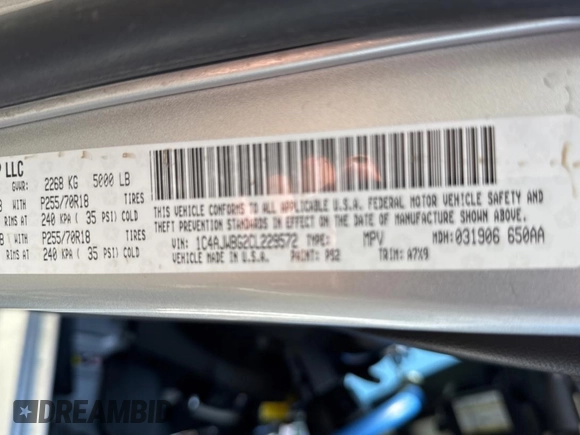 P LLC
GVWR: 2268 KG 5000 LB
WITH P255/70R18 TIRES
RIMS AT 240 KPA ( 35 PSI) COLD
WITH P255/70R18 TIRES
RIMS AT 240 KPA ( 35 PSI) COLD
THIS VEHICLE CONFORMS TO ALL APPLICABLE U.S.A. FEDERAL MOTOR VEHICLE SAFETY AND
THEFT PREVENTION STANDARDS IN EFFECT ON THE DATE OF MANUFACTURE SHOWN ABOVE.
VIN: 1C4AJWBG2CL229572 TYPE: MPV MDH: 031906 650AA
VEHICLE MADE IN U.S.A. PAINT: PS2 TRIM: A7X9
DREAMBID